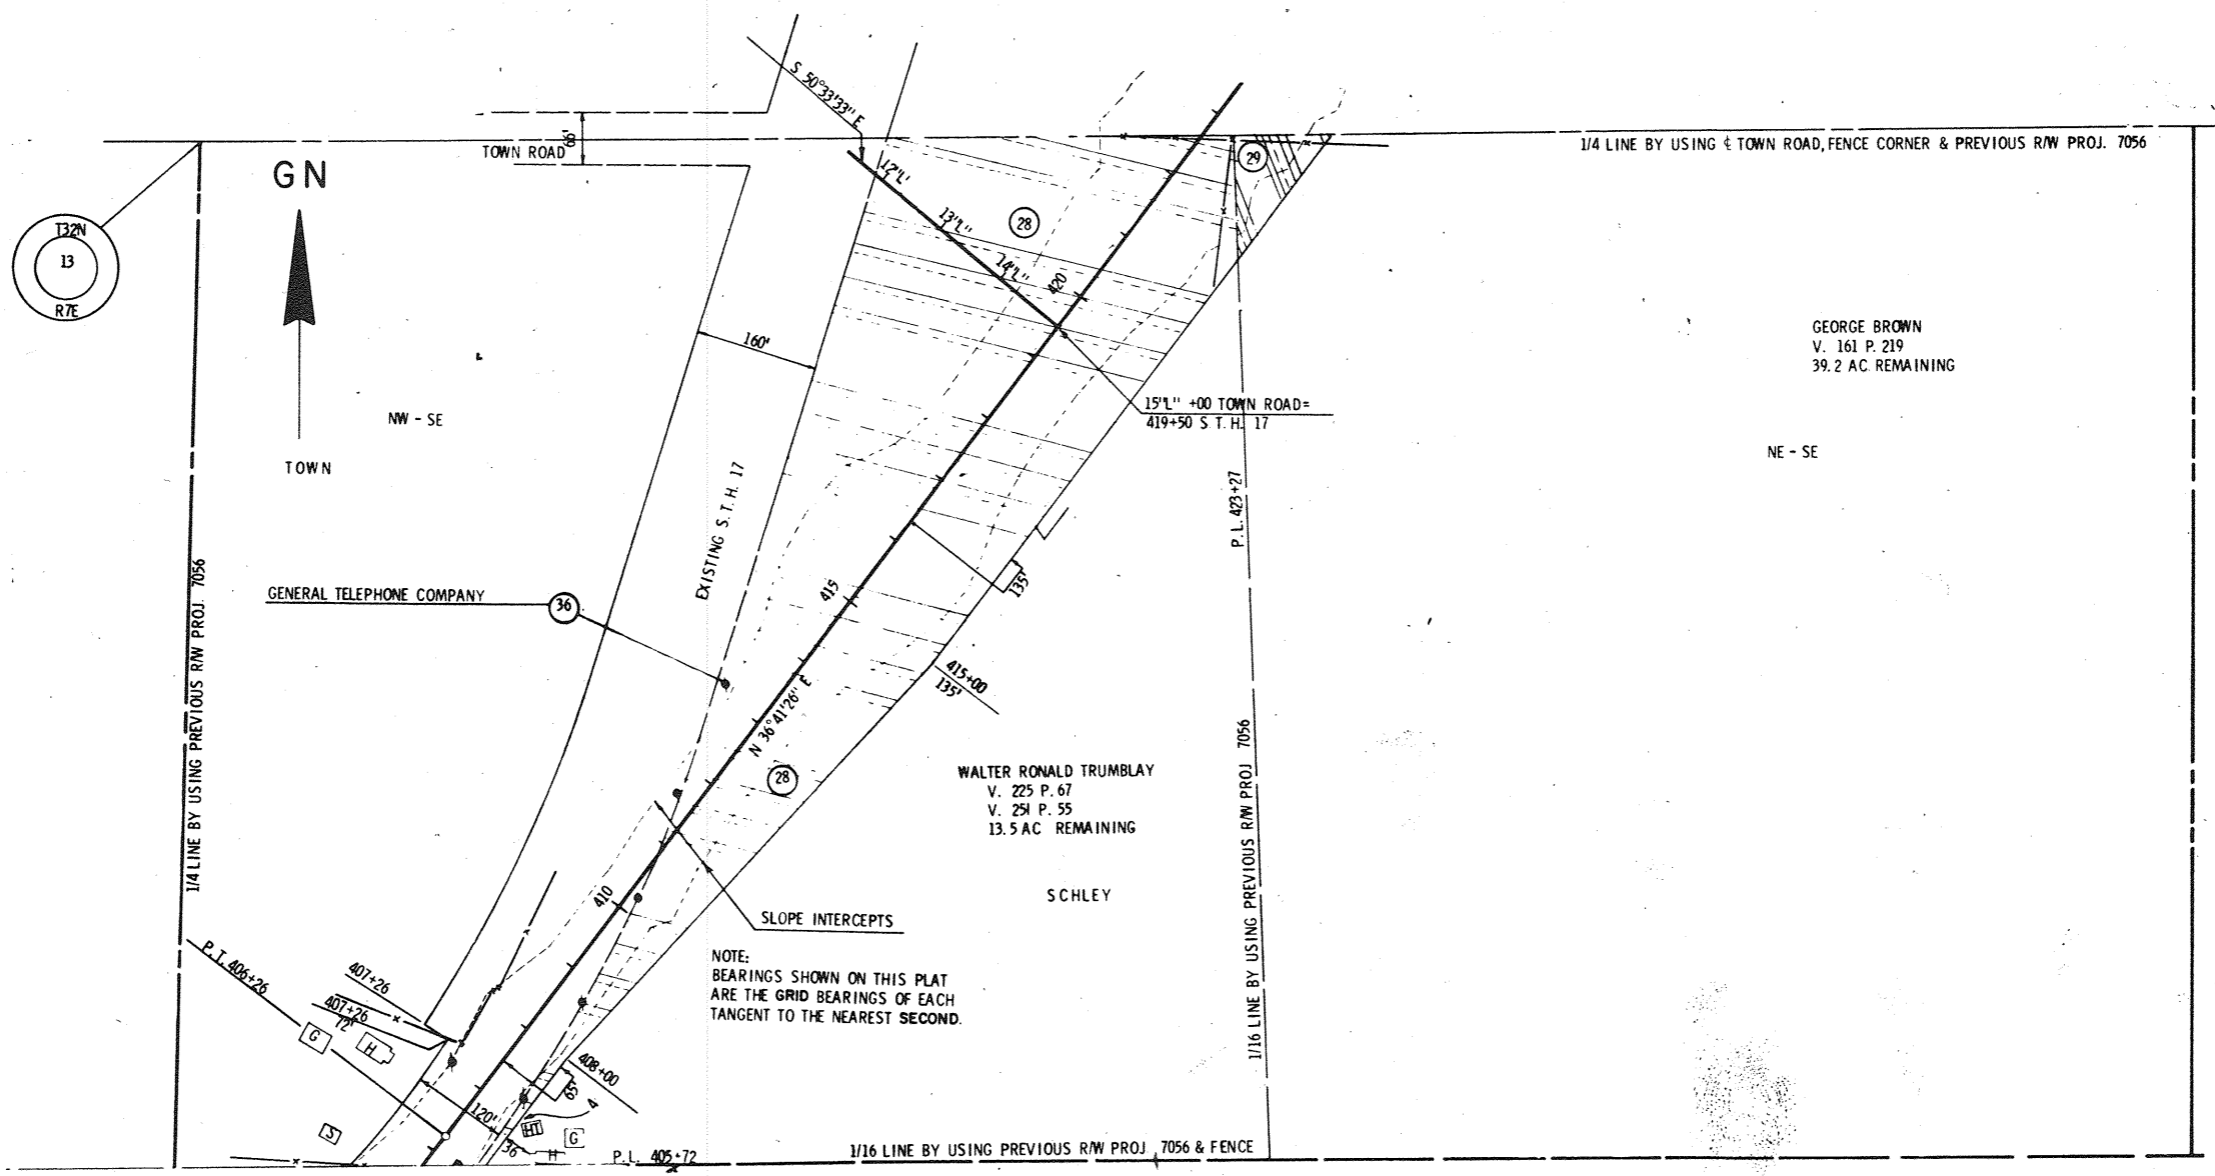 S 50°33'33" E
66'
TOWN ROAD
1/4 LINE BY USING ₵ TOWN ROAD, FENCE CORNER & PREVIOUS R/W PROJ. 7056
GN
12"L"
29
T32N
13
R7E
13"L"
28
14"L"
420
160'
GEORGE BROWN
V. 161 P. 219
39.2 AC. REMAINING
NW - SE
15"L" +00 TOWN ROAD=
419+50 S.T.H. 17
NE - SE
TOWN
EXISTING S.T.H. 17
P.L. 423+27
GENERAL TELEPHONE COMPANY
36
415
135'
1/4 LINE BY USING PREVIOUS R/W PROJ. 7056
415+00
135'
N 36°41'26" E
28
WALTER RONALD TRUMBLAY
V. 225 P. 67
V. 251 P. 55
13.5 AC REMAINING
1/16 LINE BY USING PREVIOUS R/W PROJ 7056
SCHLEY
410
SLOPE INTERCEPTS
NOTE:
BEARINGS SHOWN ON THIS PLAT
ARE THE GRID BEARINGS OF EACH
TANGENT TO THE NEAREST SECOND.
P.T. 406+26
407+26
407+26
72'
G
H
408+00
65'
4
120'
S
HT
G
36
H
P.L. 405+72
1/16 LINE BY USING PREVIOUS R/W PROJ 7056 & FENCE